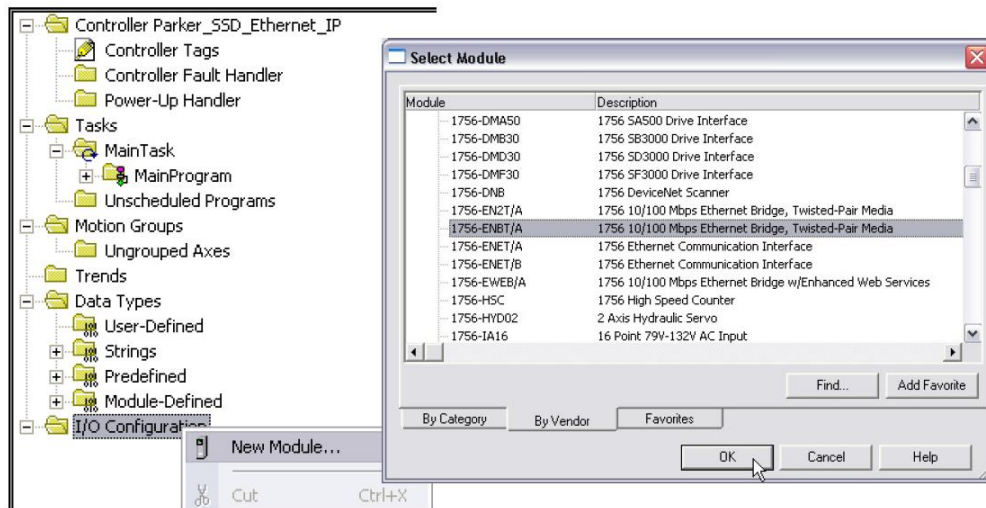 Controller Parker_SSD_Ethernet_IP
Controller Tags
Controller Fault Handler
Power-Up Handler
Tasks
MainTask
MainProgram
Unscheduled Programs
Motion Groups
Ungrouped Axes
Trends
Data Types
User-Defined
Strings
Predefined
Module-Defined
I/O Configuration
New Module...
Cut Ctrl+X
Select Module
Module Description
1756-DMA50 1756 SA500 Drive Interface
1756-DMB30 1756 SB3000 Drive Interface
1756-DMD30 1756 SD3000 Drive Interface
1756-DMF30 1756 SF3000 Drive Interface
1756-DNB 1756 DeviceNet Scanner
1756-EN2T/A 1756 10/100 Mbps Ethernet Bridge, Twisted-Pair Media
1756-ENBT/A 1756 10/100 Mbps Ethernet Bridge, Twisted-Pair Media
1756-ENET/A 1756 Ethernet Communication Interface
1756-ENET/B 1756 Ethernet Communication Interface
1756-EWEB/A 1756 10/100 Mbps Ethernet Bridge w/Enhanced Web Services
1756-HSC 1756 High Speed Counter
1756-HYD02 2 Axis Hydraulic Servo
1756-IA16 16 Point 79V-132V AC Input
Find... Add Favorite
By Category By Vendor Favorites
OK Cancel Help